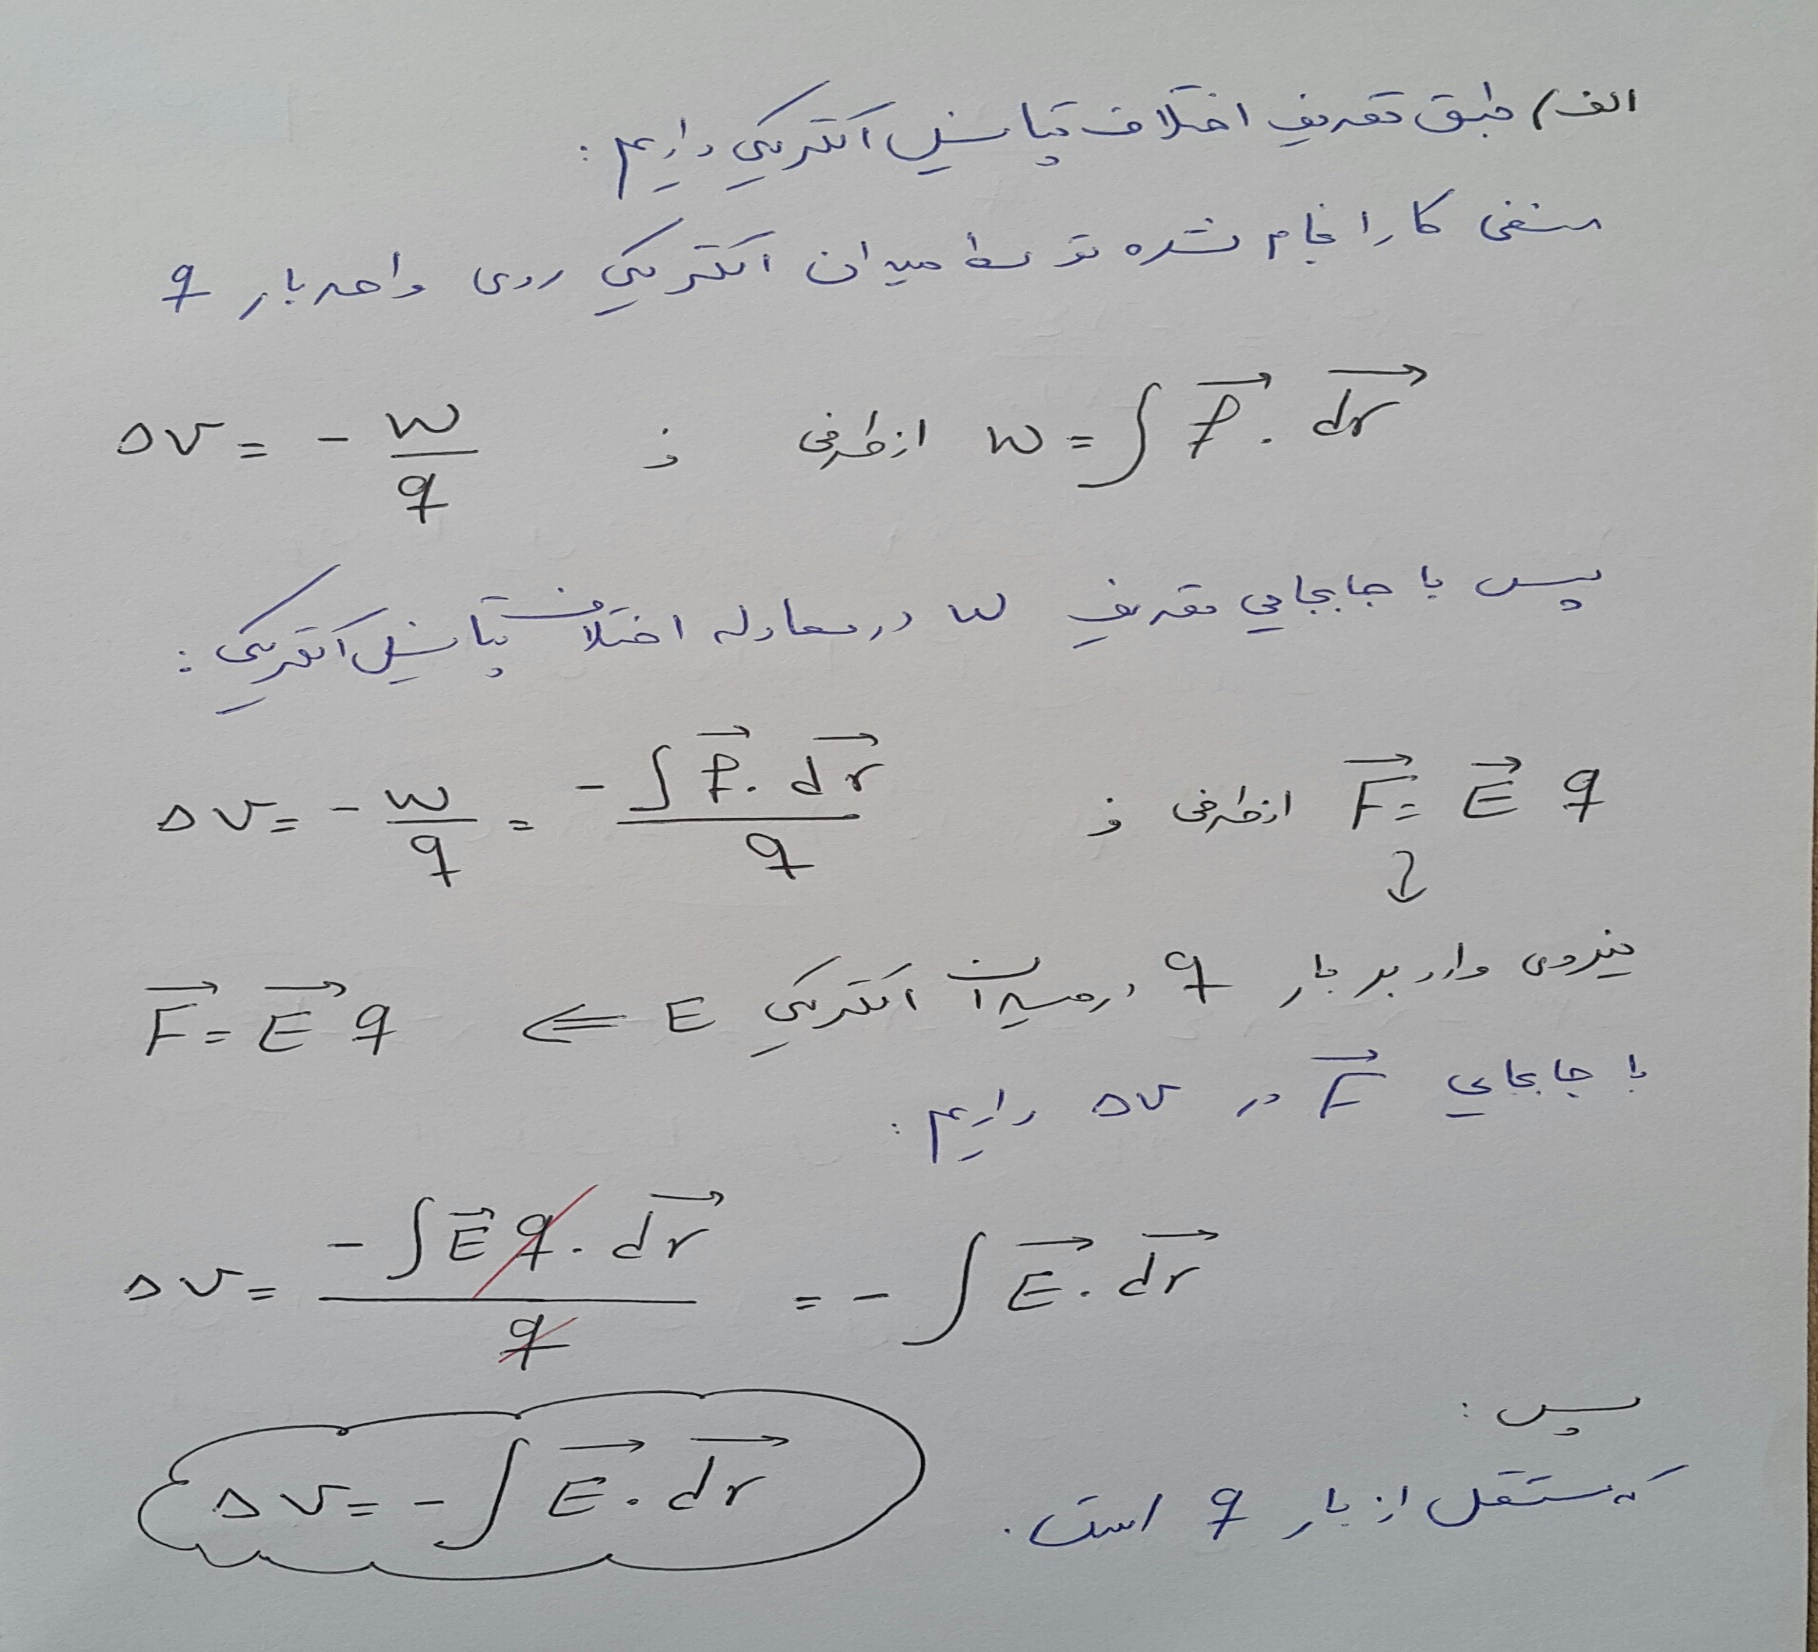 الف) طبق تعریف اختلاف پتانسیل الکتریکی داریم:
منفی کار انجام شده توسط میدان الکتریکی روی واحد بار q
ΔV = - W/q و از طرفی W = ∫ F⃗ . dr⃗
پس با جابجایی تعریف W در معادله اختلاف پتانسیل الکتریکی:
ΔV = - W/q = -∫ F⃗ . dr⃗ / q و از طرفی F⃗ = E⃗ q
↓
نیروی وارد بر بار q در میدان الکتریکی E ⇐ F⃗ = E⃗ q
با جابجایی F⃗ در ΔV داریم:
ΔV = -∫ E⃗ q . dr⃗ / q = - ∫ E⃗ . dr⃗
پس:
ΔV = - ∫ E⃗ . dr⃗ که مستقل از بار q است.